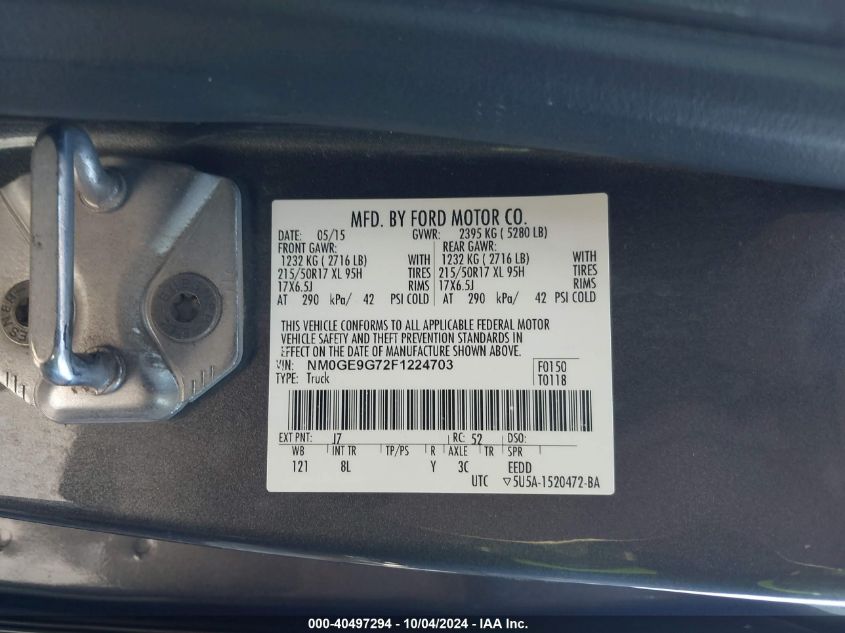 MFD. BY FORD MOTOR CO.
DATE: 05/15 GVWR: 2395 KG ( 5280 LB)
FRONT GAWR: REAR GAWR:
1232 KG ( 2716 LB) WITH 1232 KG ( 2716 LB) WITH
215/50R17 XL 95H TIRES 215/50R17 XL 95H TIRES
17X6.5J RIMS 17X6.5J RIMS
AT 290 kPa/ 42 PSI COLD AT 290 kPa/ 42 PSI COLD
THIS VEHICLE CONFORMS TO ALL APPLICABLE FEDERAL MOTOR
VEHICLE SAFETY AND THEFT PREVENTION STANDARDS IN
EFFECT ON THE DATE OF MANUFACTURE SHOWN ABOVE.
VIN: NM0GE9G72F1224703 F0150
TYPE: Truck T0118
EXT PNT: J7 RC: 52 DSO:
WB INT TR TP/PS R AXLE TR SPR
121 8L Y 3C EEDD
UTC ▽5U5A-1520472-BA
000-40497294 - 10/04/2024 - IAA Inc.